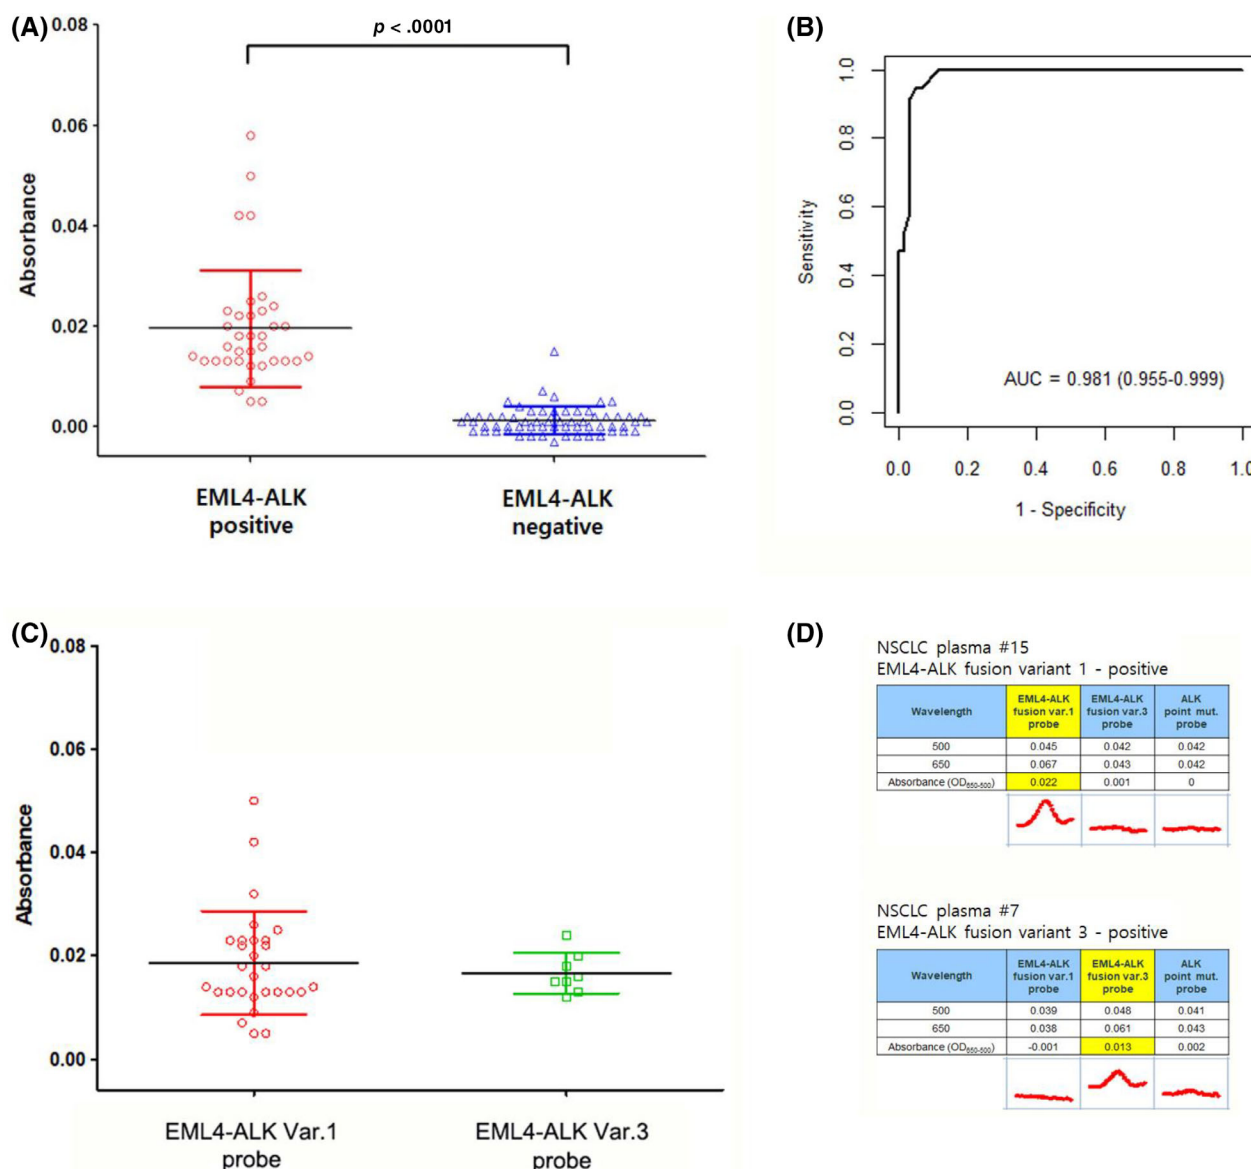 (A)
p < .0001
0.08
0.06
0.04
0.02
0.00
Absorbance
EML4-ALK
positive
EML4-ALK
negative
(B)
1.0
0.8
0.6
0.4
0.2
0.0
Sensitivity
AUC = 0.981 (0.955-0.999)
0.0 0.2 0.4 0.6 0.8 1.0
1 - Specificity
(C)
0.08
0.06
0.04
0.02
0.00
Absorbance
EML4-ALK Var.1
probe
EML4-ALK Var.3
probe
(D)
NSCLC plasma #15
EML4-ALK fusion variant 1 - positive
Wavelength
EML4-ALK
fusion var.1
probe
EML4-ALK
fusion var.3
probe
ALK
point mut.
probe
500 0.045 0.042 0.042
650 0.067 0.043 0.042
Absorbance (OD650-500) 0.022 0.001 0
NSCLC plasma #7
EML4-ALK fusion variant 3 - positive
Wavelength
EML4-ALK
fusion var.1
probe
EML4-ALK
fusion var.3
probe
ALK
point mut.
probe
500 0.039 0.048 0.041
650 0.038 0.061 0.043
Absorbance (OD650-500) -0.001 0.013 0.002